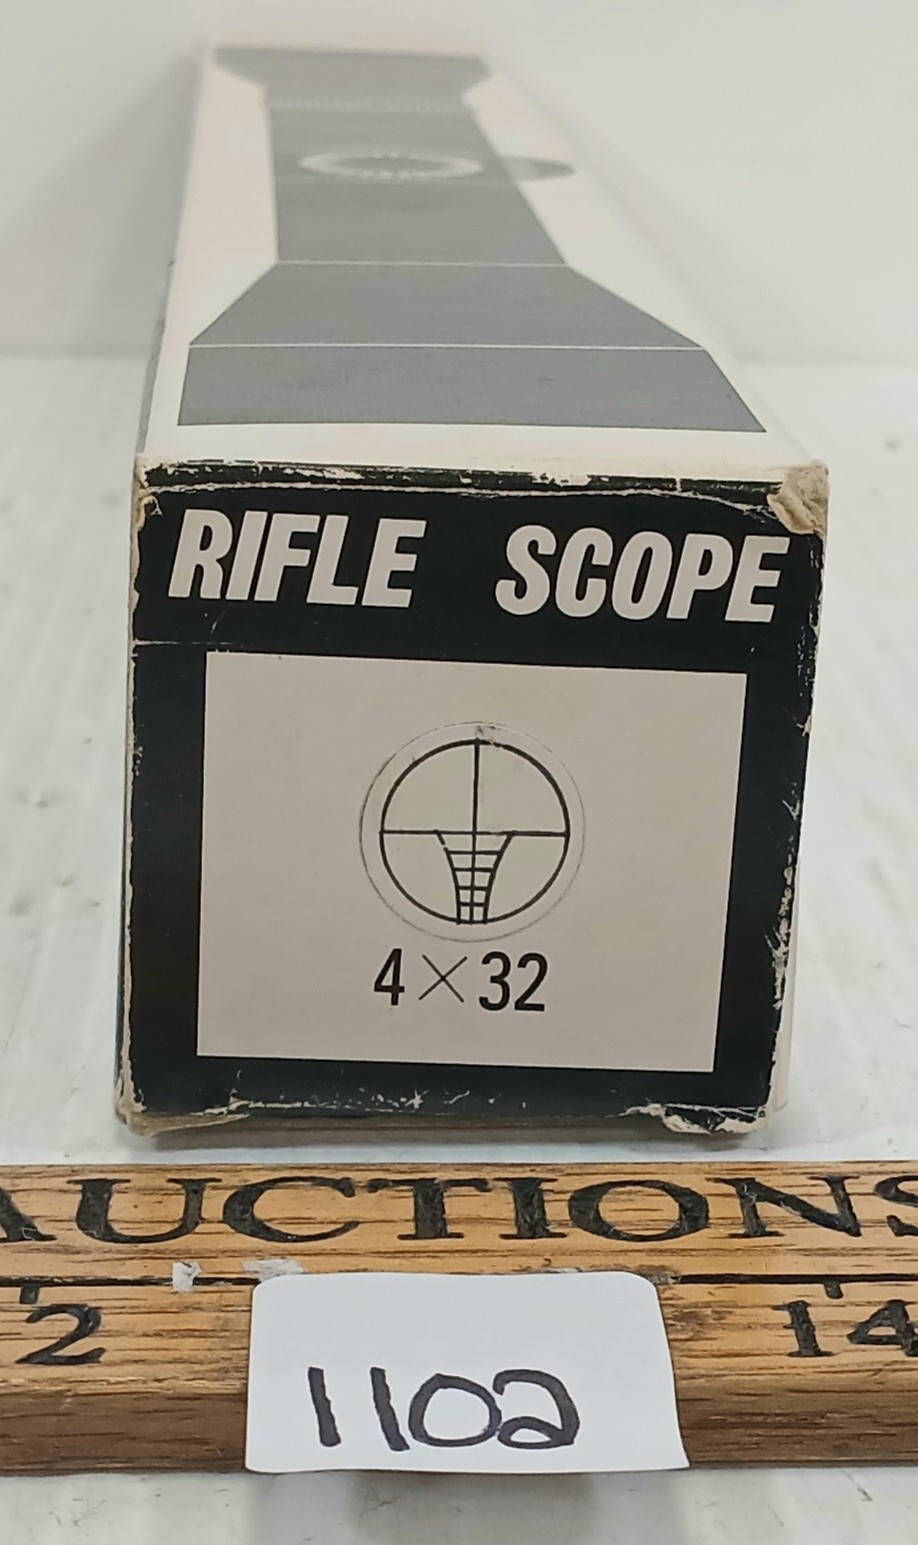 RIFLE SCOPE
4×32
AUCTIONS
2 14
1102